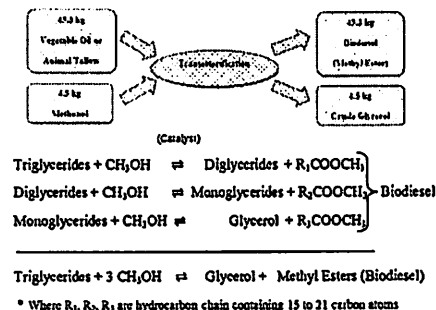 45.3 kg
Vegetable Oil or
Animal Tallow
45.3 kg
Biodiesel
(Methyl Ester)
Transesterification
4.5 kg
Methanol
4.5 kg
Crude Glycerol
(Catalyst)
Triglycerides + CH₃OH ⇌ Diglycerides + R₁COOCH₃
Diglycerides + CH₃OH ⇌ Monoglycerides + R₂COOCH₃ Biodiesel
Monoglycerides + CH₃OH ⇌ Glycerol + R₃COOCH₃
Triglycerides + 3 CH₃OH ⇌ Glycerol + Methyl Esters (Biodiesel)
* Where R₁, R₂, R₃ are hydrocarbon chain containing 15 to 21 carbon atoms